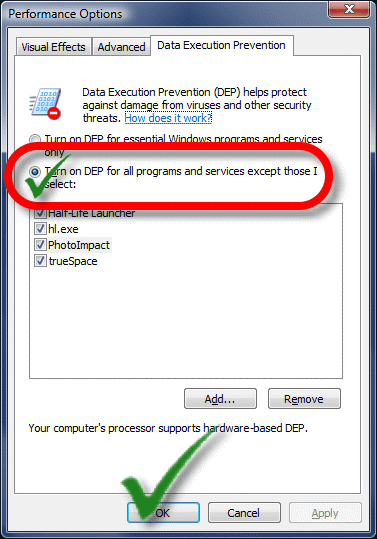 Performance Options
Visual Effects
Advanced
Data Execution Prevention
Data Execution Prevention (DEP) helps protect
against damage from viruses and other security
threats. How does it work?
Turn on DEP for essential Windows programs and services
only
Turn on DEP for all programs and services except those I
select:
Half-Life Launcher
hl.exe
PhotoImpact
trueSpace
Add...
Remove
Your computer's processor supports hardware-based DEP.
OK
Cancel
Apply